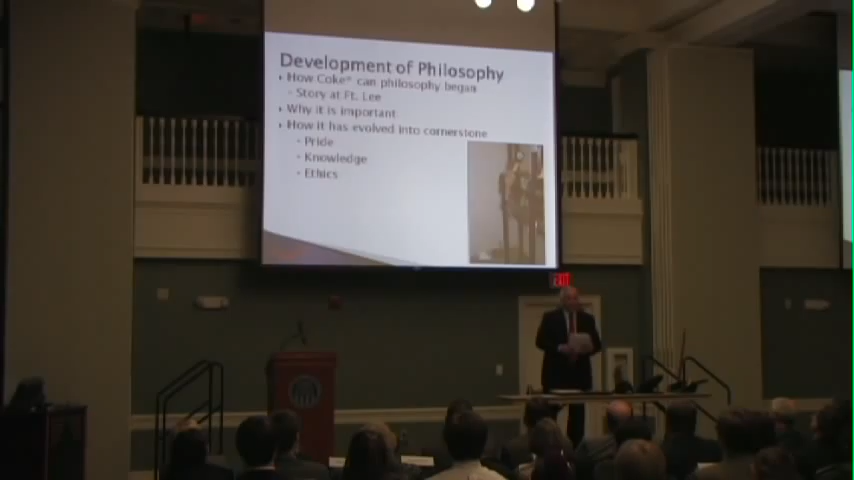 Development of Philosophy
How Coke® can philosophy began
- Story at Ft. Lee
Why it is important
How it has evolved into cornerstone
- Pride
- Knowledge
- Ethics
EXIT